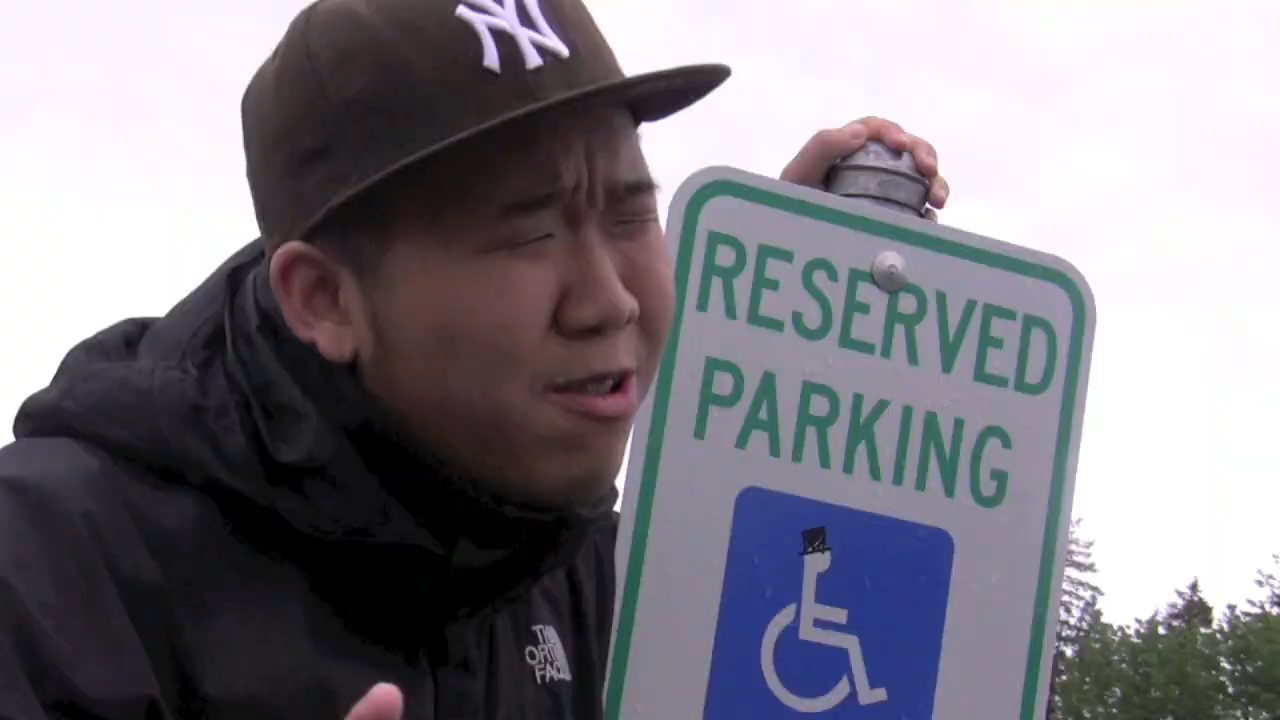 NY
RESERVED
PARKING
THE
NORTH
FACE